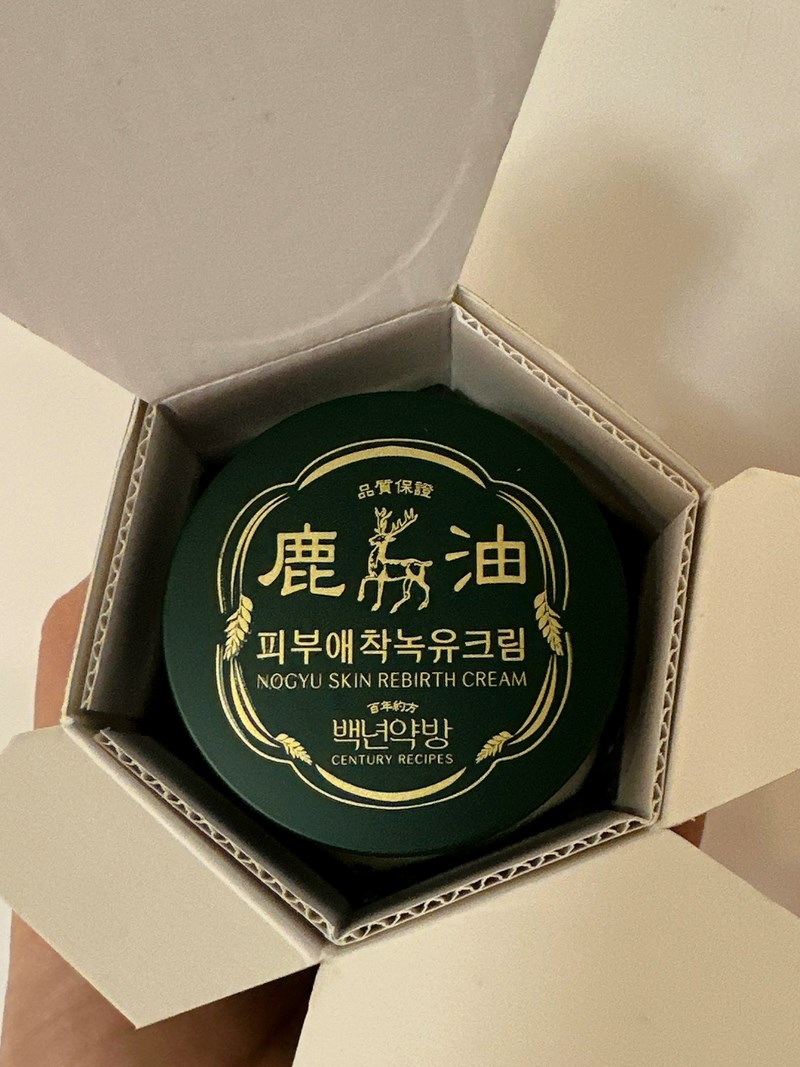 品質保證
鹿 油
피부애착녹유크림
NOGYU SKIN REBIRTH CREAM
百年約方
백년약방
CENTURY RECIPES